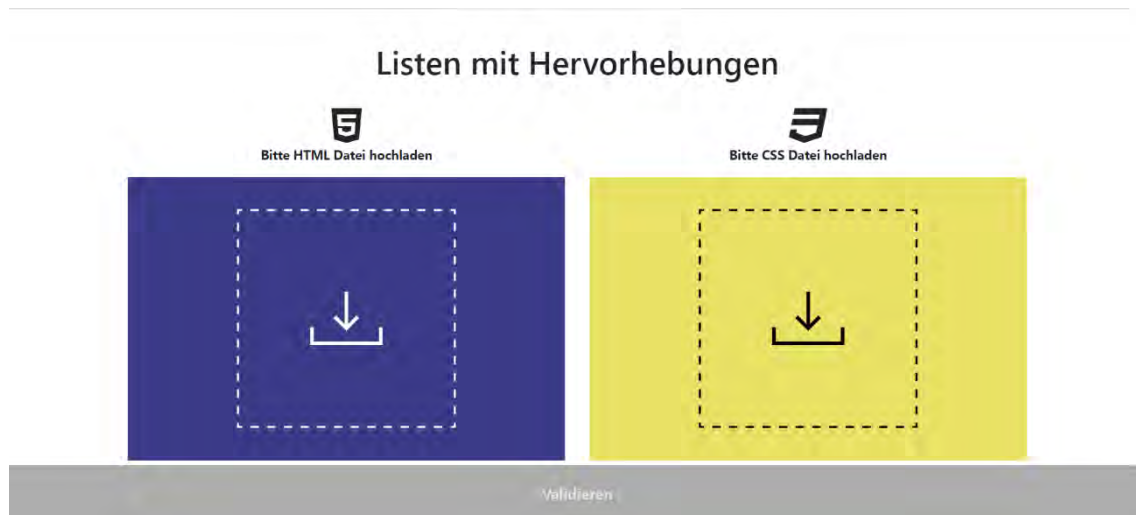 Listen mit Hervorhebungen
Bitte HTML Datei hochladen
Bitte CSS Datei hochladen
Validieren